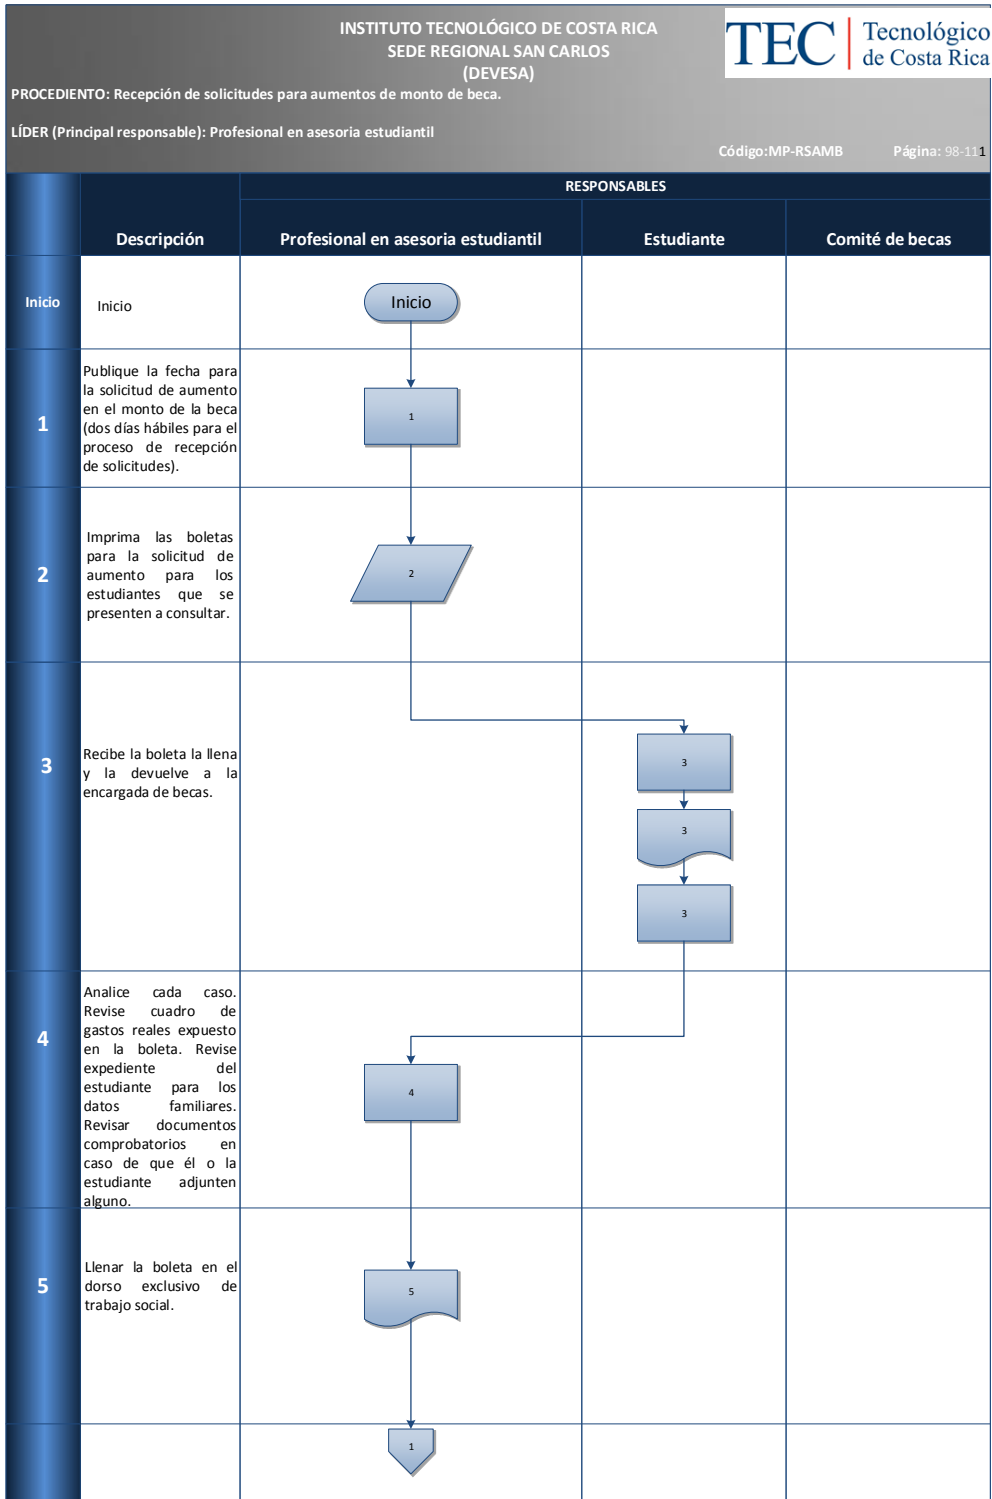 INSTITUTO TECNOLÓGICO DE COSTA RICA
SEDE REGIONAL SAN CARLOS
(DEVESA)
TEC | Tecnológico
de Costa Rica
PROCEDIENTO: Recepción de solicitudes para aumentos de monto de beca.
LÍDER (Principal responsable): Profesional en asesoria estudiantil
Código:MP-RSAMB Página: 98-111
RESPONSABLES
Descripción Profesional en asesoria estudiantil Estudiante Comité de becas
Inicio Inicio Inicio
Publique la fecha para
la solicitud de aumento
en el monto de la beca
(dos días hábiles para el
proceso de recepción
de solicitudes).
1
1
Imprima las boletas
para la solicitud de
aumento para los
estudiantes que se
presenten a consultar.
2
2
Recibe la boleta la llena
y la devuelve a la
encargada de becas.
3
3
3
3
Analice cada caso.
Revise cuadro de
gastos reales expuesto
en la boleta. Revise
expediente del
estudiante para los
datos familiares.
Revisar documentos
comprobatorios en
caso de que él o la
estudiante adjunten
alguno.
4
4
Llenar la boleta en el
dorso exclusivo de
trabajo social.
5
5
1